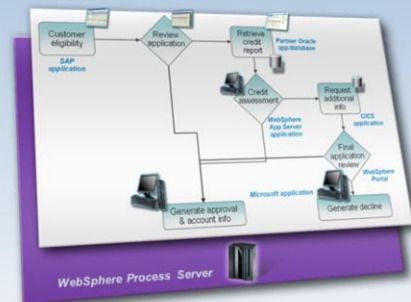 Customer
eligibility
SAP
application
Review
application
Retrieve
credit
report
Partner Oracle
app/database
Credit
assessment
WebSphere
App Server
application
Request
additional
info
CICS
application
Final
application
review
WebSphere
Portal
Microsoft application
Generate approval
& account info
Generate decline
WebSphere Process Server